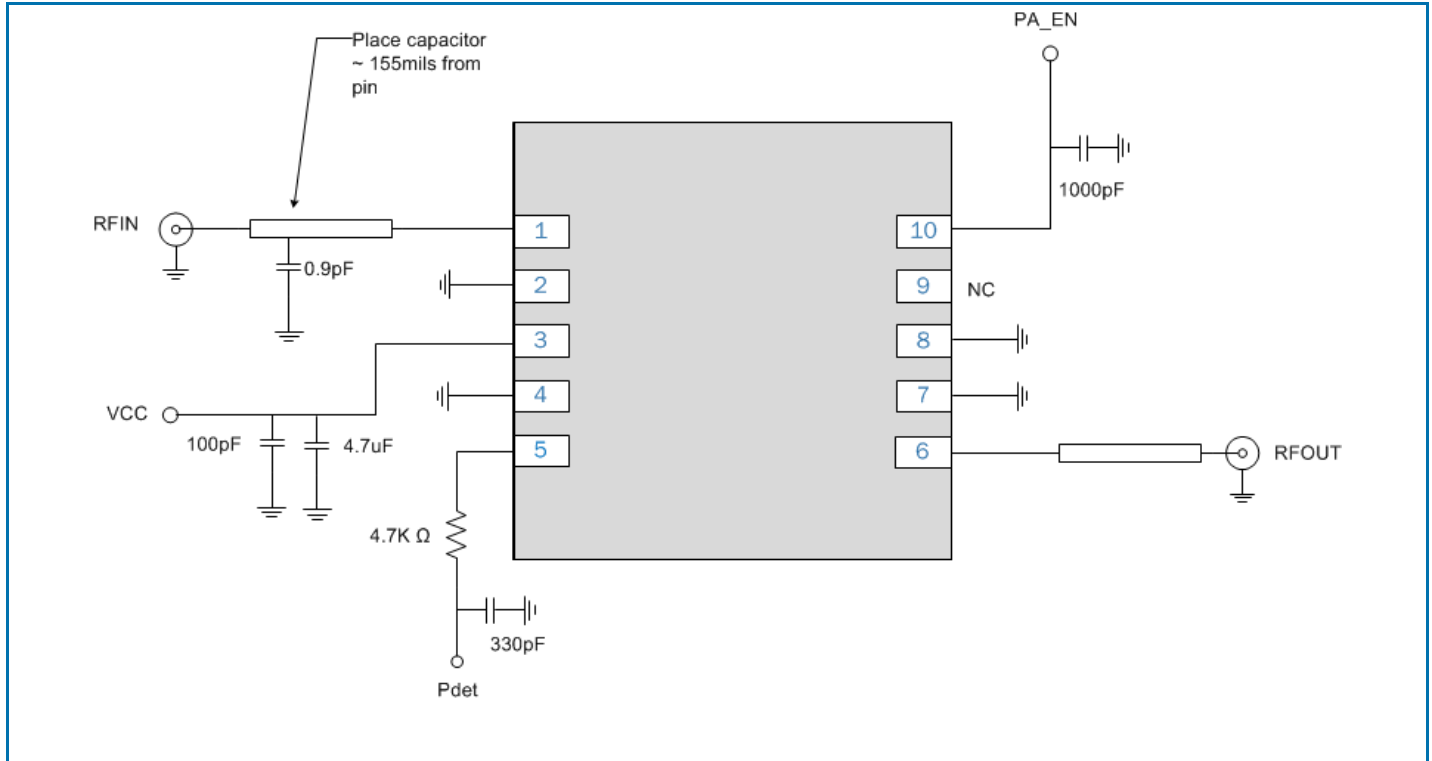 PA_EN
Place capacitor
~ 155mils from
pin
1000pF
RFIN
1
10
0.9pF
2
9
NC
3
8
VCC
100pF
4.7uF
4
7
5
6
RFOUT
4.7K Ω
330pF
Pdet